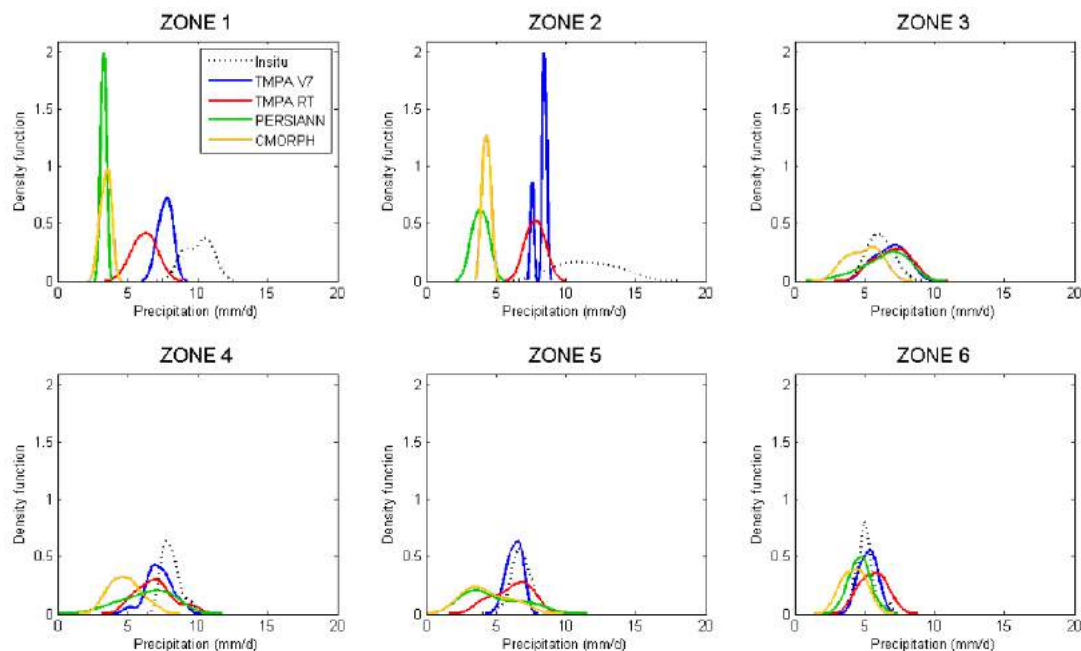 ZONE 1
2
1.5
1
0.5
0
Density function
0 5 10 15 20
Precipitation (mm/d)
Insitu
TMPA V7
TMPA RT
PERSIANN
CMORPH
ZONE 2
2
1.5
1
0.5
0
Density function
0 5 10 15 20
Precipitation (mm/d)
ZONE 3
2
1.5
1
0.5
0
Density function
0 5 10 15 20
Precipitation (mm/d)
ZONE 4
2
1.5
1
0.5
0
Density function
0 5 10 15 20
Precipitation (mm/d)
ZONE 5
2
1.5
1
0.5
0
Density function
0 5 10 15 20
Precipitation (mm/d)
ZONE 6
2
1.5
1
0.5
0
Density function
0 5 10 15 20
Precipitation (mm/d)